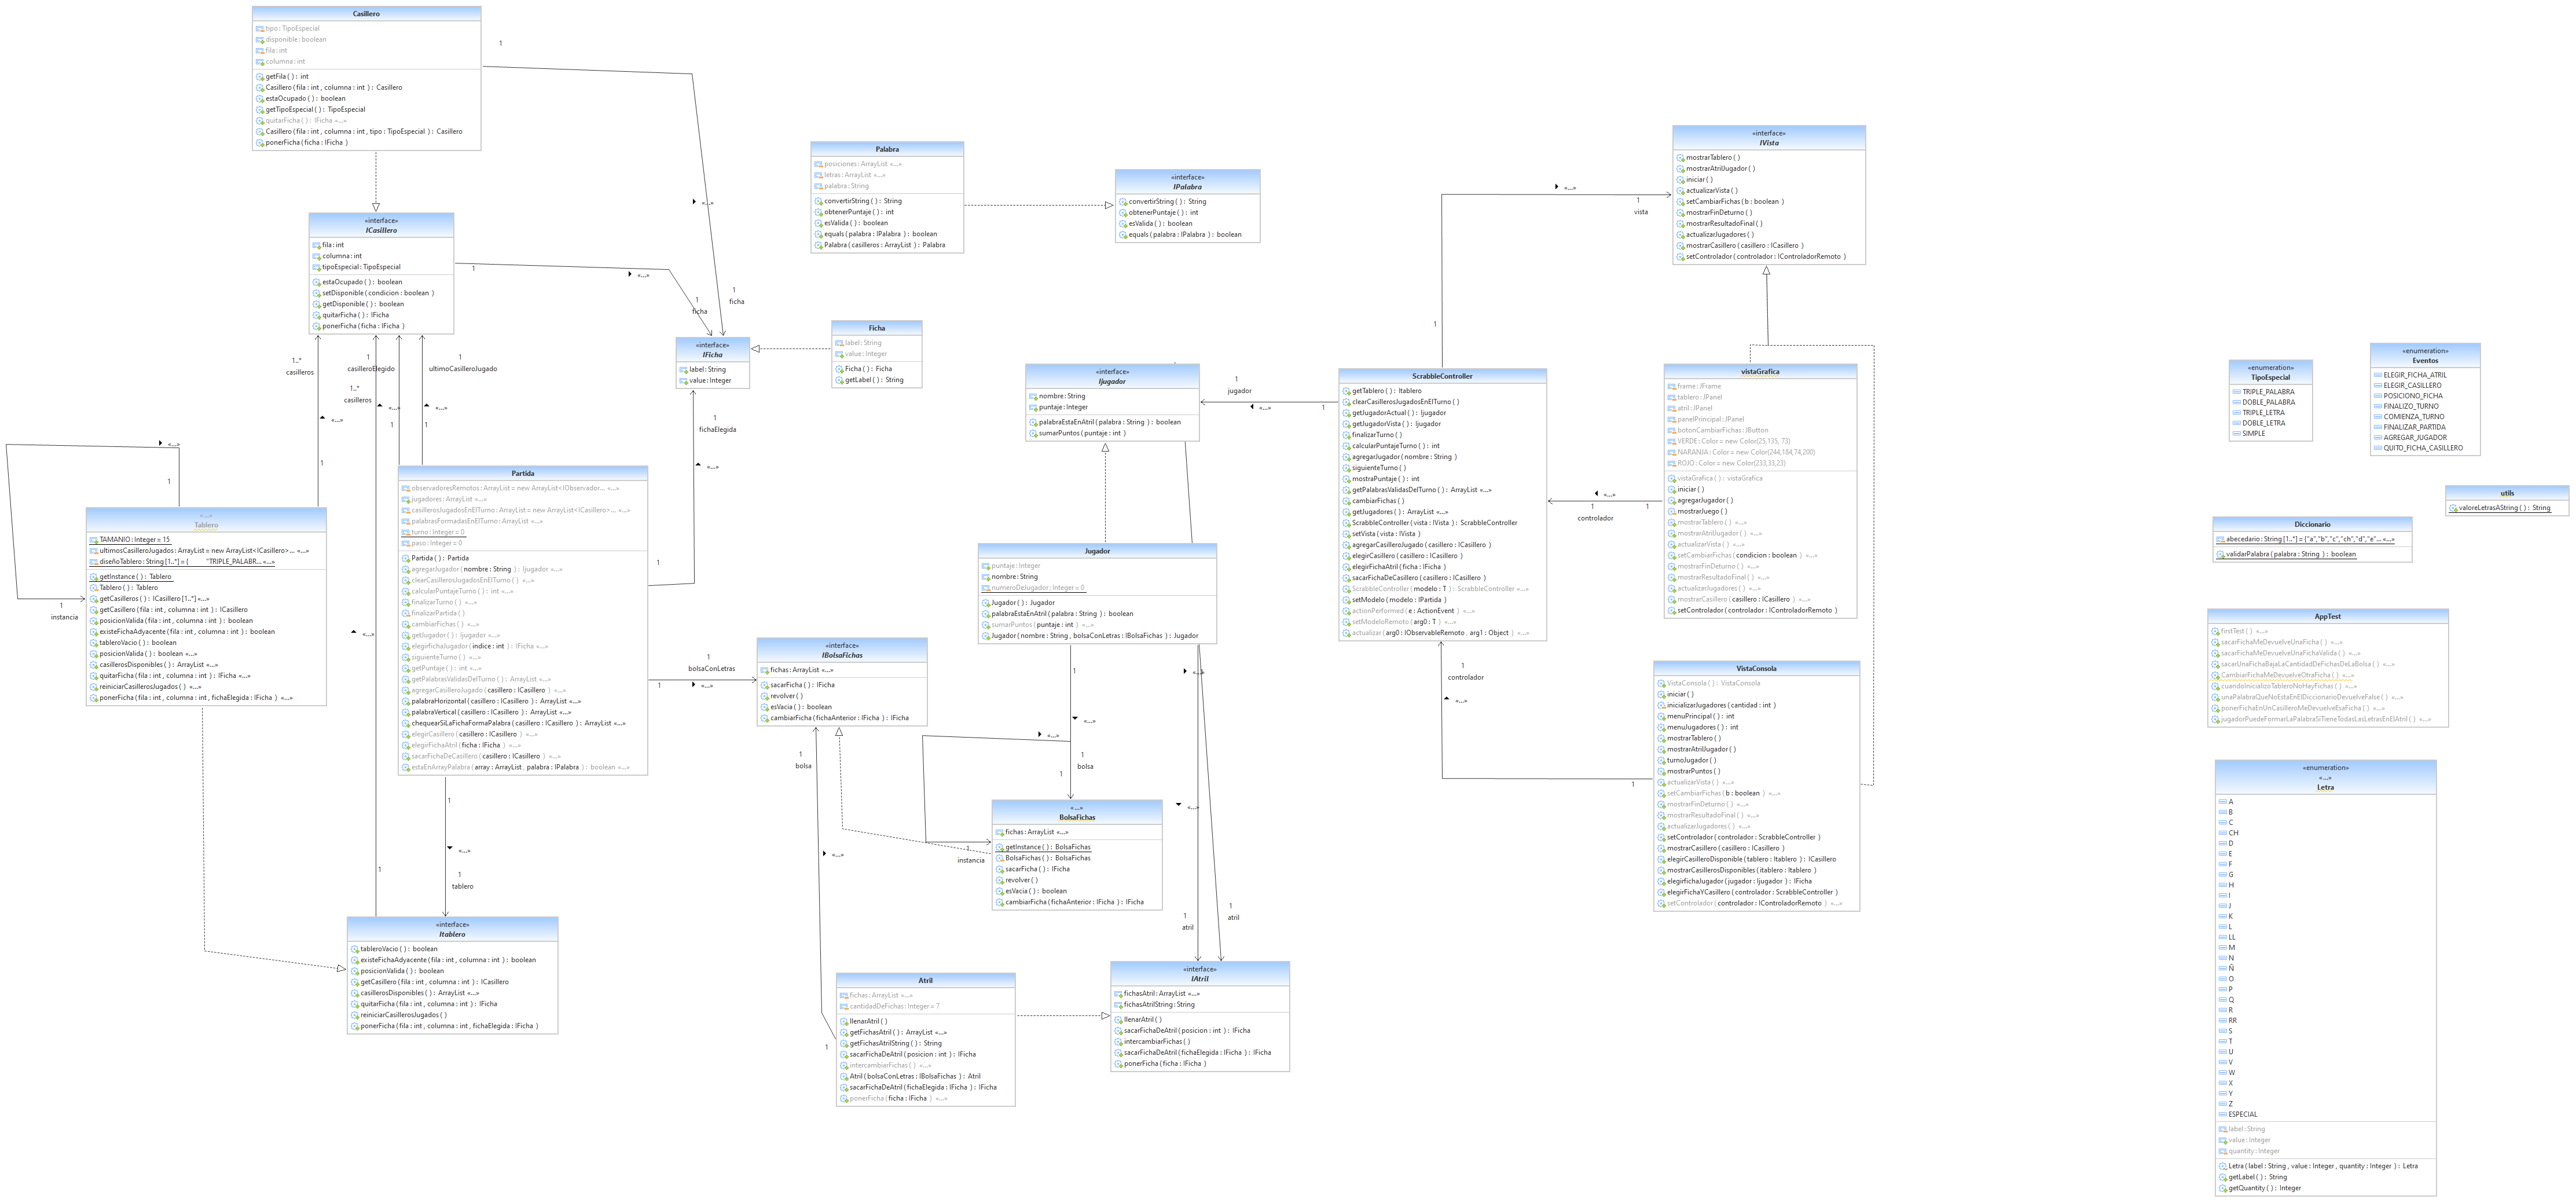 Casillero
tipo : TipoEspecial
disponible : boolean
fila : int
columna : int
getFila ( ) : int
Casillero ( fila : int , columna : int ) : Casillero
estaOcupado ( ) : boolean
getTipoEspecial ( ) : TipoEspecial
quitarFicha ( ) : IFicha «...»
Casillero ( fila : int , columna : int , tipo : TipoEspecial ) : Casillero
ponerFicha ( ficha : IFicha )
1
«...»
1
ficha
«interface»
ICasillero
fila : int
columna : int
tipoEspecial : TipoEspecial
estaOcupado ( ) : boolean
setDisponible ( condicion : boolean )
getDisponible ( ) : boolean
quitarFicha ( ) : IFicha
ponerFicha ( ficha : IFicha )
1
«...»
1
ficha
Palabra
posiciones : ArrayList «...»
letras : ArrayList «...»
palabra : String
convertirString ( ) : String
obtenerPuntaje ( ) : int
esValida ( ) : boolean
equals ( palabra : IPalabra ) : boolean
Palabra ( casilleros : ArrayList ) : Palabra
«interface»
IPalabra
convertirString ( ) : String
obtenerPuntaje ( ) : int
esValida ( ) : boolean
equals ( palabra : IPalabra ) : boolean
«interface»
IVista
mostrarTablero ( )
mostrarAtrilJugador ( )
iniciar ( )
actualizarVista ( )
setCambiarFichas ( b : boolean )
mostrarFinDeturno ( )
mostrarResultadoFinal ( )
actualizarJugadores ( )
mostrarCasillero ( casillero : ICasillero )
setControlador ( controlador : IControladorRemoto )
«...»
1
vista
1
Ficha
label : String
value : Integer
Ficha ( ) : Ficha
getLabel ( ) : String
«interface»
IFicha
label : String
value : Integer
1
fichaElegida
«...»
1
1..*
casilleros
«...»
1
1
casilleroElegido
1..*
casilleros
«...»
1
1
ultimoCasilleroJugado
«...»
1
«...»
1
1
instancia
«...»
Tablero
TAMANIO : Integer = 15
ultimosCasilleroJugados : ArrayList = new ArrayList<ICasillero>... «...»
diseñoTablero : String [1..*] = { "TRIPLE_PALABR... «...»
getInstance ( ) : Tablero
Tablero ( ) : Tablero
getCasilleros ( ) : ICasillero [1..*] «...»
getCasillero ( fila : int , columna : int ) : ICasillero
posicionValida ( fila : int , columna : int ) : boolean
existeFichaAdyacente ( fila : int , columna : int ) : boolean
tableroVacio ( ) : boolean
posicionValida ( ) : boolean «...»
casillerosDisponibles ( ) : ArrayList «...»
quitarFicha ( fila : int , columna : int ) : IFicha «...»
reiniciarCasillerosJugados ( ) «...»
ponerFicha ( fila : int , columna : int , fichaElegida : IFicha ) «...»
Partida
observadoresRemotos : ArrayList = new ArrayList<IObservador... «...»
jugadores : ArrayList «...»
casillerosJugadosEnElTurno : ArrayList = new ArrayList<ICasillero>... «...»
palabrasFormadasEnElTurno : ArrayList «...»
turno : Integer = 0
paso : Integer = 0
Partida ( ) : Partida
agregarJugador ( nombre : String ) : Ijugador «...»
clearCasillerosJugadosEnElTurno ( ) «...»
calcularPuntajeTurno ( ) : int «...»
finalizarTurno ( ) «...»
finalizarPartida ( )
cambiarFichas ( ) «...»
getJugador ( ) : Ijugador «...»
elegirfichaJugador ( indice : int ) : IFicha «...»
siguienteTurno ( ) «...»
getPuntaje ( ) : int «...»
getPalabrasValidasDelTurno ( ) : ArrayList «...»
agregarCasilleroJugado ( casillero : ICasillero ) «...»
palabraHorizontal ( casillero : ICasillero ) : ArrayList «...»
palabraVertical ( casillero : ICasillero ) : ArrayList «...»
chequearSiLaFichaFormaPalabra ( casillero : ICasillero ) : ArrayList «...»
elegirCasillero ( casillero : ICasillero ) «...»
elegirFichaAtril ( ficha : IFicha ) «...»
sacarFichaDeCasillero ( casillero : ICasillero ) «...»
estaEnArrayPalabra ( array : ArrayList , palabra : IPalabra ) : boolean «...»
«...»
1
1
bolsaConLetras
1
«...»
1
«...»
1
tablero
«interface»
Itablero
tableroVacio ( ) : boolean
existeFichaAdyacente ( fila : int , columna : int ) : boolean
posicionValida ( ) : boolean
getCasillero ( fila : int , columna : int ) : ICasillero
casillerosDisponibles ( ) : ArrayList «...»
quitarFicha ( fila : int , columna : int ) : IFicha
reiniciarCasillerosJugados ( )
ponerFicha ( fila : int , columna : int , fichaElegida : IFicha )
«interface»
IBolsaFichas
fichas : ArrayList «...»
sacarFicha ( ) : IFicha
revolver ( )
esVacia ( ) : boolean
cambiarFicha ( fichaAnterior : IFicha ) : IFicha
1
bolsa
«...»
1
«interface»
Ijugador
nombre : String
puntaje : Integer
palabraEstaEnAtril ( palabra : String ) : boolean
sumarPuntos ( puntaje : int )
1
jugador
«...»
1
Jugador
puntaje : Integer
nombre : String
numeroDeJugador : Integer = 0
Jugador ( ) : Jugador
palabraEstaEnAtril ( palabra : String ) : boolean
sumarPuntos ( puntaje : int ) «...»
Jugador ( nombre : String , bolsaConLetras : IBolsaFichas ) : Jugador
1
«...»
1
«...»
«...»
1
bolsa
1
1
instancia
«...»
BolsaFichas
fichas : ArrayList «...»
getInstance ( ) : BolsaFichas
BolsaFichas ( ) : BolsaFichas
sacarFicha ( ) : IFicha
revolver ( )
esVacia ( ) : boolean
cambiarFicha ( fichaAnterior : IFicha ) : IFicha
«...»
1
atril
1
atril
Atril
fichas : ArrayList «...»
cantidadDeFichas : Integer = 7
llenarAtril ( )
getFichasAtril ( ) : ArrayList «...»
getFichasAtrilString ( ) : String
sacarFichaDeAtril ( posicion : int ) : IFicha
intercambiarFichas ( ) «...»
Atril ( bolsaConLetras : IBolsaFichas ) : Atril
sacarFichaDeAtril ( fichaElegida : IFicha ) : IFicha
ponerFicha ( ficha : IFicha ) «...»
«interface»
IAtril
fichasAtril : ArrayList «...»
fichasAtrilString : String
llenarAtril ( )
sacarFichaDeAtril ( posicion : int ) : IFicha
intercambiarFichas ( )
sacarFichaDeAtril ( fichaElegida : IFicha ) : IFicha
ponerFicha ( ficha : IFicha )
ScrabbleController
getTablero ( ) : Itablero
clearCasillerosJugadosEnElTurno ( )
getJugadorActual ( ) : Ijugador
getJugadorVista ( ) : Ijugador
finalizarTurno ( )
calcularPuntajeTurno ( ) : int
agregarJugador ( nombre : String )
siguienteTurno ( )
mostraPuntaje ( ) : int
getPalabrasValidasDelTurno ( ) : ArrayList «...»
cambiarFichas ( )
getJugadores ( ) : ArrayList «...»
ScrabbleController ( vista : IVista ) : ScrabbleController
setVista ( vista : IVista )
agregarCasilleroJugado ( casillero : ICasillero )
elegirCasillero ( casillero : ICasillero )
elegirFichaAtril ( ficha : IFicha )
sacarFichaDeCasillero ( casillero : ICasillero )
ScrabbleController ( modelo : T ) : ScrabbleController «...»
setModelo ( modelo : IPartida )
actionPerformed ( e : ActionEvent ) «...»
setModeloRemoto ( arg0 : T ) «...»
actualizar ( arg0 : IObservableRemoto , arg1 : Object ) «...»
«...»
1
controlador
1
1
controlador
«...»
1
vistaGrafica
frame : JFrame
tablero : JPanel
atril : JPanel
panelPrincipal : JPanel
botonCambiarFichas : JButton
VERDE : Color = new Color(25,135, 73)
NARANJA : Color = new Color(244,184,74,200)
ROJO : Color = new Color(233,33,23)
vistaGrafica ( ) : vistaGrafica
iniciar ( )
agregarJugador ( )
mostrarJuego ( )
mostrarTablero ( ) «...»
mostrarAtrilJugador ( ) «...»
actualizarVista ( ) «...»
setCambiarFichas ( condicion : boolean ) «...»
mostrarFinDeturno ( ) «...»
mostrarResultadoFinal ( ) «...»
actualizarJugadores ( ) «...»
mostrarCasillero ( casillero : ICasillero ) «...»
setControlador ( controlador : IControladorRemoto )
VistaConsola
VistaConsola ( ) : VistaConsola
iniciar ( )
inicializarJugadores ( cantidad : int )
menuPrincipal ( ) : int
menuJugadores ( ) : int
mostrarTablero ( )
mostrarAtrilJugador ( )
turnoJugador ( )
mostrarPuntos ( )
actualizarVista ( ) «...»
setCambiarFichas ( b : boolean ) «...»
mostrarFinDeturno ( ) «...»
mostrarResultadoFinal ( ) «...»
actualizarJugadores ( ) «...»
setControlador ( controlador : ScrabbleController )
mostrarCasillero ( casillero : ICasillero )
elegirCasilleroDisponible ( tablero : Itablero ) : ICasillero
mostrarCasillerosDisponibles ( itablero : Itablero )
elegirfichaJugador ( jugador : Ijugador ) : IFicha
elegirFichaYCasillero ( controlador : ScrabbleController )
setControlador ( controlador : IControladorRemoto ) «...»
«enumeration»
TipoEspecial
TRIPLE_PALABRA
DOBLE_PALABRA
TRIPLE_LETRA
DOBLE_LETRA
SIMPLE
«enumeration»
Eventos
ELEGIR_FICHA_ATRIL
ELEGIR_CASILLERO
POSICIONO_FICHA
FINALIZO_TURNO
COMIENZA_TURNO
FINALIZAR_PARTIDA
AGREGAR_JUGADOR
QUITO_FICHA_CASILLERO
utils
valoreLetrasAString ( ) : String
Diccionario
abecedario : String [1..*] = {"a","b","c","ch","d","e"... «...»
validarPalabra ( palabra : String ) : boolean
AppTest
firstTest ( ) «...»
sacarFichaMeDevuelveUnaFicha ( ) «...»
sacarFichaMeDevuelveUnaFichaValida ( ) «...»
sacarUnaFichaBajaLaCantidadDeFichasDeLaBolsa ( ) «...»
CambiarFichaMeDevuelveOtraFicha ( ) «...»
cuandoInicializoTableroNoHayFichas ( ) «...»
unaPalabraQueNoEstaEnElDiccionarioDevuelveFalse ( ) «...»
ponerFichaEnUnCasilleroMeDevuelveEsaFicha ( ) «...»
jugadorPuedeFormarLaPalabraSiTieneTodasLasLetrasEnElAtril ( ) «...»
«enumeration»
«...»
Letra
A
B
C
CH
D
E
F
G
H
I
J
K
L
LL
M
N
Ñ
O
P
Q
R
RR
S
T
U
V
W
X
Y
Z
ESPECIAL
label : String
value : Integer
quantity : Integer
Letra ( label : String , value : Integer , quantity : Integer ) : Letra
getLabel ( ) : String
getQuantity ( ) : Integer